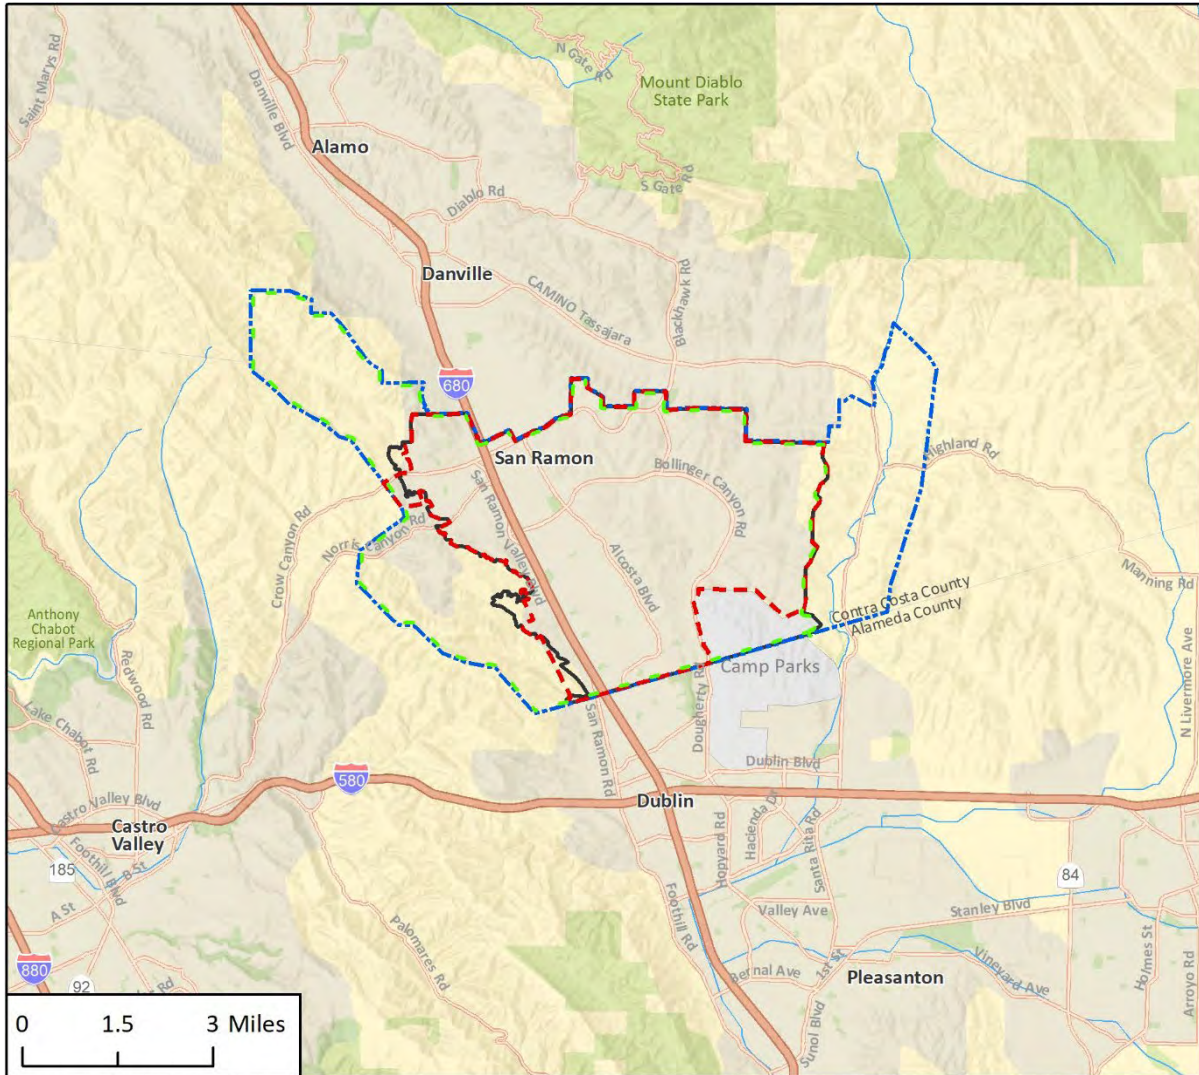 Saint Marys Rd
Danville Blvd
N Gate Rd
Mount Diablo
State Park
Alamo
S Gate Rd
Diablo Rd
Danville
CAMINO Tassajara
Blackhawk Rd
680
San Ramon
Bollinger Canyon Rd
Highland Rd
San Ramon Valley Blvd
Crow Canyon Rd
Norris Canyon Rd
Alcosta Blvd
Manning Rd
Contra Costa County
Alameda County
Anthony
Chabot
Regional Park
Redwood Rd
Camp Parks
Dougherty Rd
N Livermore Ave
Lake Chabot Rd
San Ramon Rd
Dublin Blvd
580
Dublin
Castro Valley Blvd
Castro
Valley
Foothill Blvd
185
B St
A St
Hopyard Rd
Hacienda Dr
Santa Rita Rd
84
Foothill Rd
Valley Ave
Stanley Blvd
Palomares Rd
880
92
Bernal Ave
1st St
Pleasanton
Vineyard Ave
Holmes St
Arroyo Rd
Sunol Blvd
0 1.5 3 Miles